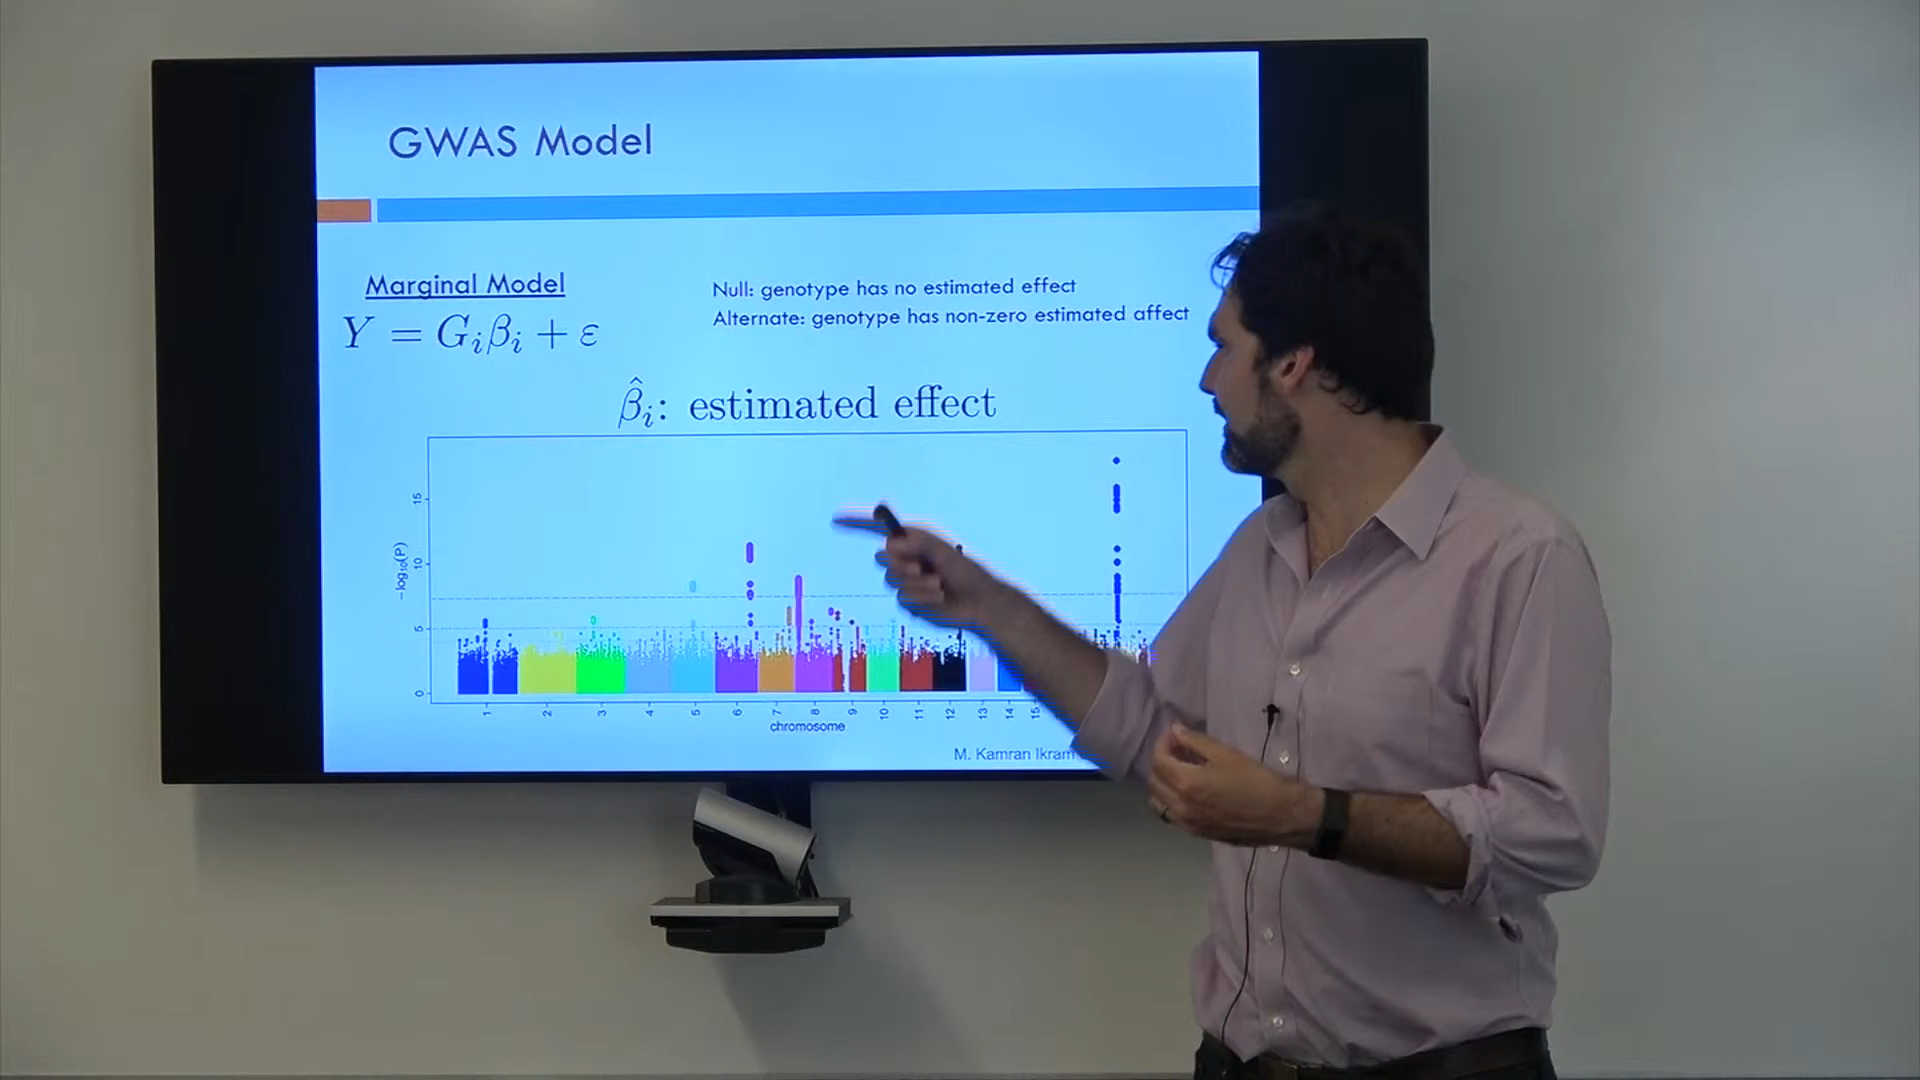 GWAS Model
Marginal Model
Y = G_i β_i + ε
Null: genotype has no estimated effect
Alternate: genotype has non-zero estimated affect
β̂_i: estimated effect
15
10
5
0
−log10(P)
1 2 3 4 5 6 7 8 9 10 11 12 13 14 15
chromosome
M. Kamran Ikram